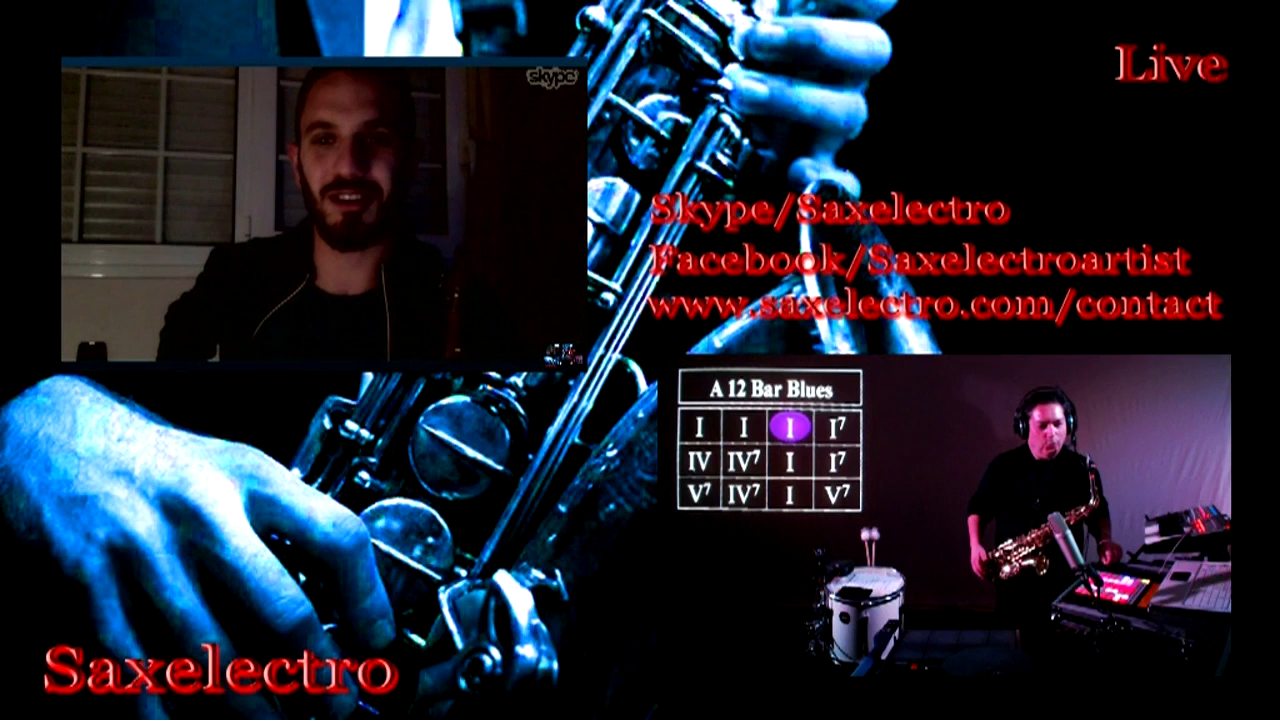 skype
Live
Skype/Saxelectro
Facebook/Saxelectroartist
www.saxelectro.com/contact
A 12 Bar Blues
I I I I⁷
IV IV⁷ I I⁷
V⁷ IV⁷ I V⁷
Saxelectro